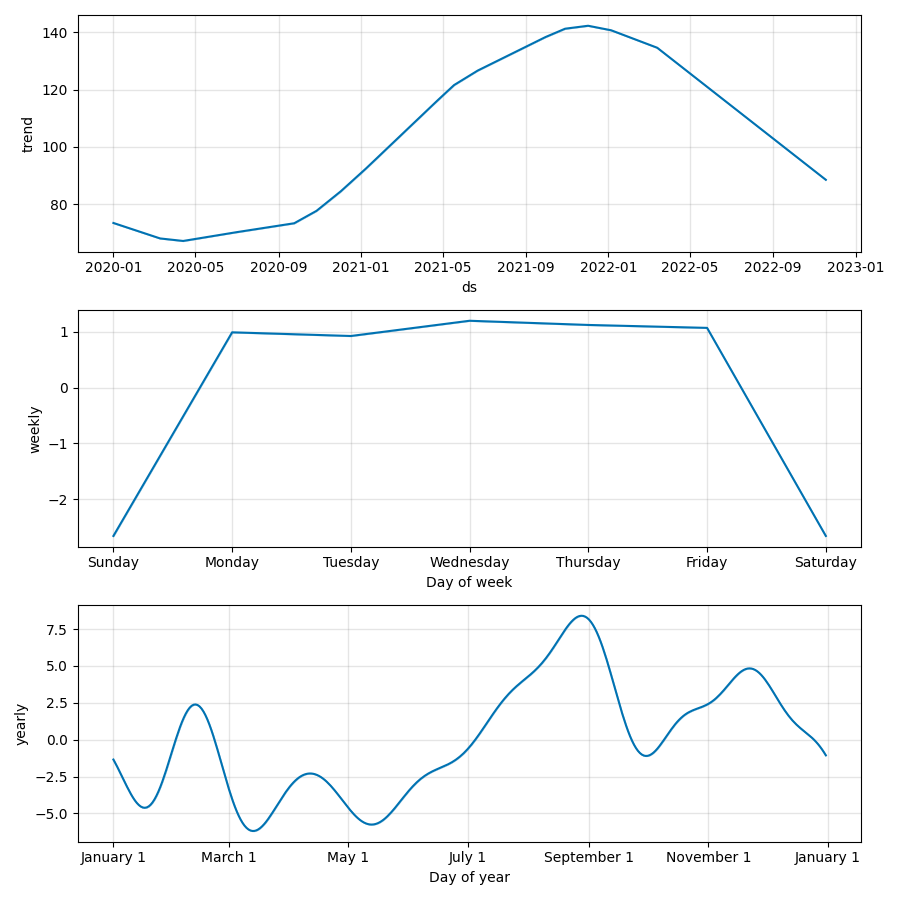 140
120
100
80
trend
2020-01 2020-05 2020-09 2021-01 2021-05 2021-09 2022-01 2022-05 2022-09 2023-01
ds
1
0
−1
−2
weekly
Sunday Monday Tuesday Wednesday Thursday Friday Saturday
Day of week
7.5
5.0
2.5
0.0
−2.5
−5.0
yearly
January 1 March 1 May 1 July 1 September 1 November 1 January 1
Day of year